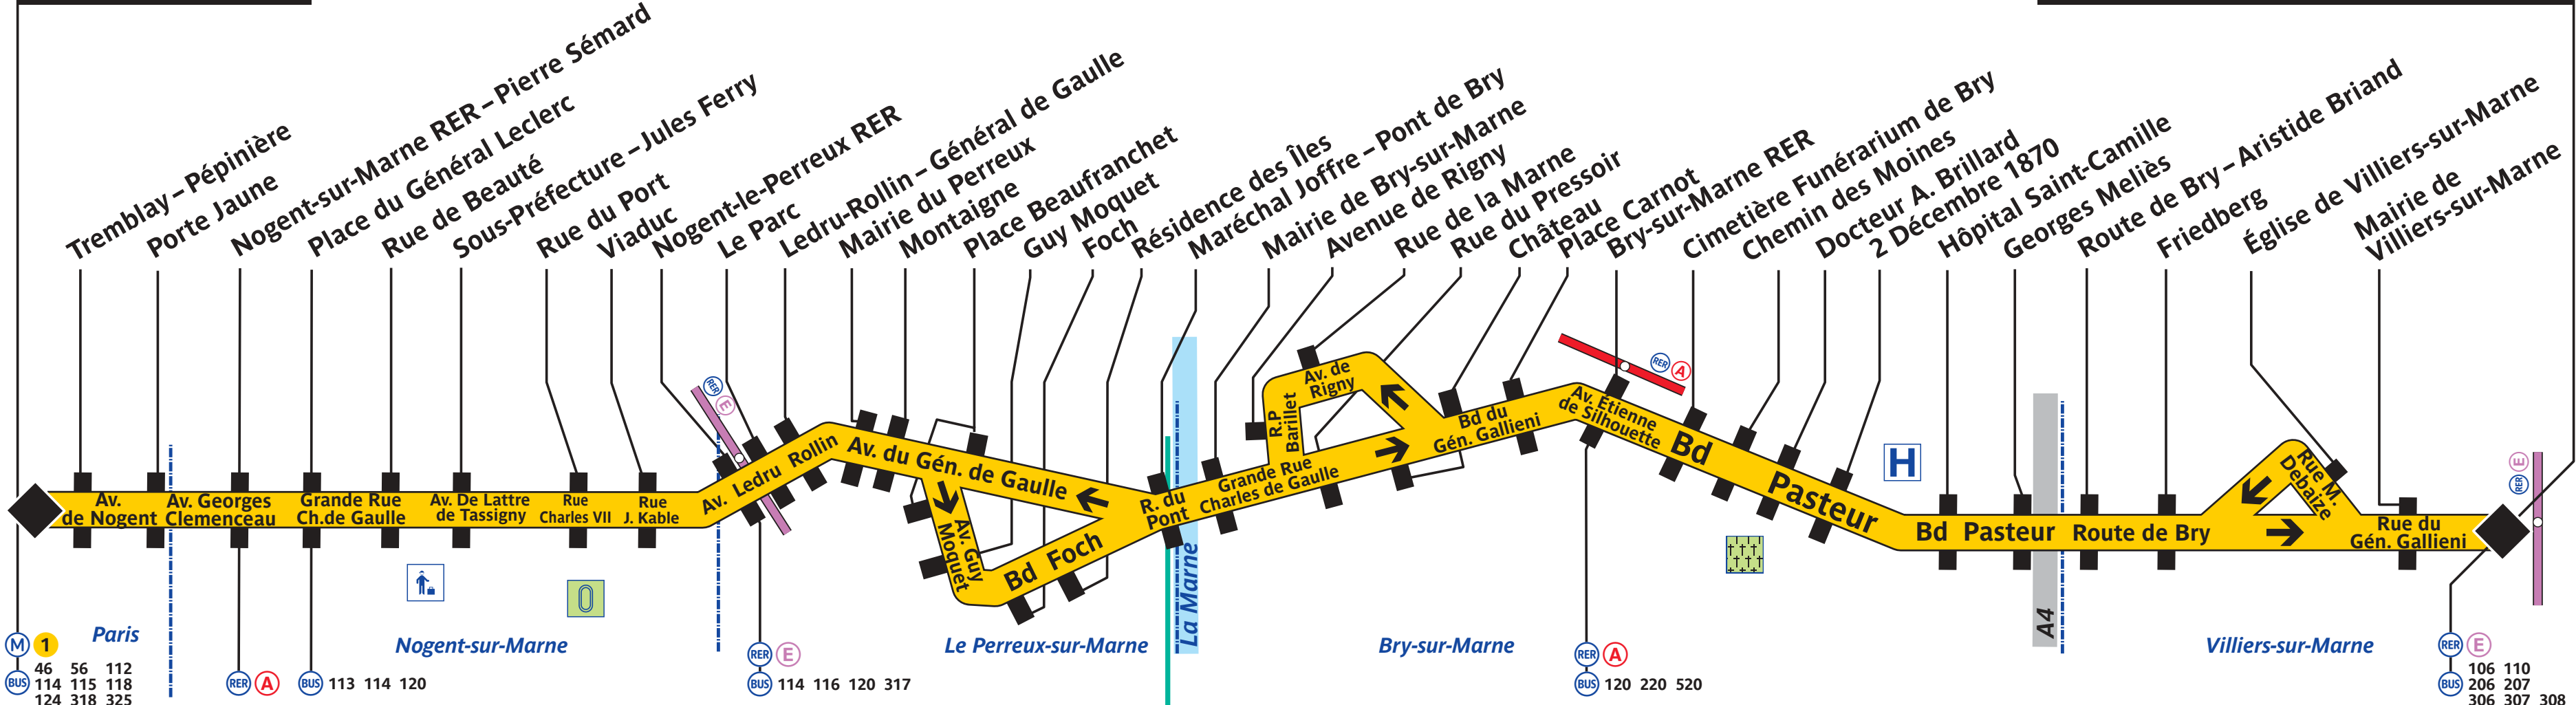 Tremblay – Pépinière
Porte Jaune
Nogent-sur-Marne RER – Pierre Sémard
Place du Général Leclerc
Rue de Beauté
Sous-Préfecture – Jules Ferry
Rue du Port
Viaduc
Nogent-le-Perreux RER
Le Parc
Ledru-Rollin – Général de Gaulle
Mairie du Perreux
Montaigne
Place Beaufranchet
Guy Moquet
Foch
Résidence des Îles
Maréchal Joffre – Pont de Bry
Mairie de Bry-sur-Marne
Avenue de Rigny
Rue de la Marne
Rue du Pressoir
Château
Place Carnot
Bry-sur-Marne RER
Cimetière Funérarium de Bry
Chemin des Moines
Docteur A. Brillard
2 Décembre 1870
Hôpital Saint-Camille
Georges Meliès
Route de Bry – Aristide Briand
Friedberg
Église de Villiers-sur-Marne
Mairie de
Villiers-sur-Marne
Av.
de Nogent
Av. Georges
Clemenceau
Grande Rue
Ch.de Gaulle
Av. De Lattre
de Tassigny
Rue
Charles VII
Rue
J. Kable
RER E
Av. Ledru Rollin
Av. du Gén. de Gaulle
Av. Guy
Moquet
Bd Foch
R. du
Pont
Grande Rue
Charles de Gaulle
R.P
Barillet
Av. de
Rigny
Bd du
Gén. Gallieni
RER A
Av. Étienne
de Silhouette
Bd Pasteur
H
Bd Pasteur
Route de Bry
Rue M.
Debaize
Rue du
Gén. Gallieni
RER E
La Marne
A4
Paris
Nogent-sur-Marne
Le Perreux-sur-Marne
Bry-sur-Marne
Villiers-sur-Marne
M 1
BUS
46 56 112
114 115 118
124 318 325
RER A
BUS 113 114 120
RER E
BUS 114 116 120 317
RER A
BUS 120 220 520
RER E
BUS
106 110
206 207
306 307 308